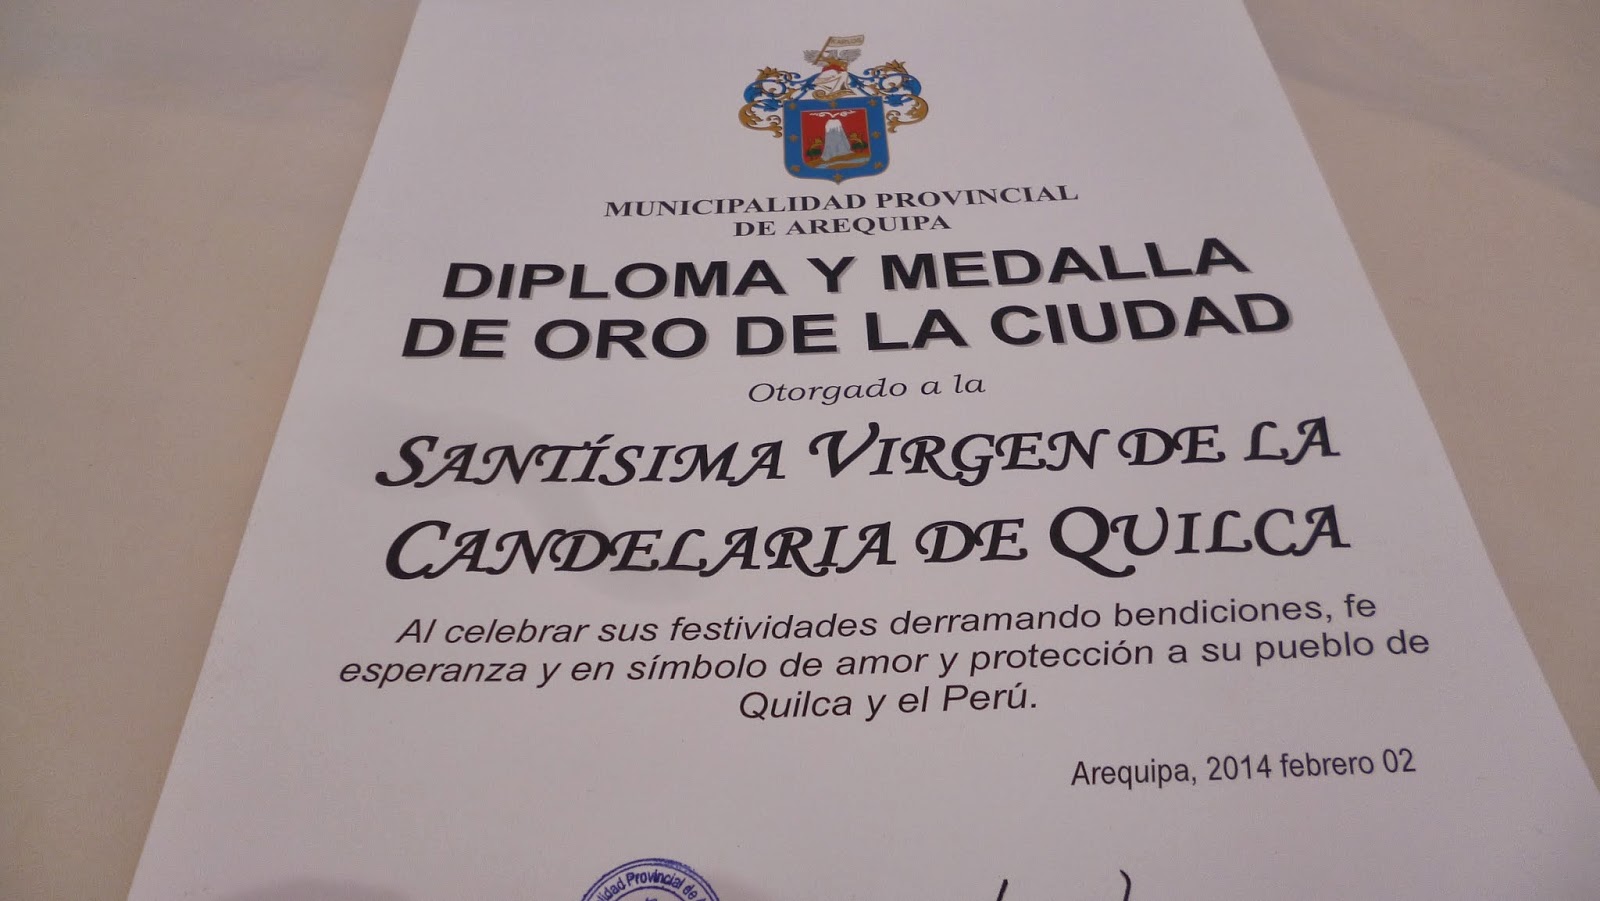 MUNICIPALIDAD PROVINCIAL
DE AREQUIPA
DIPLOMA Y MEDALLA
DE ORO DE LA CIUDAD
Otorgado a la
SANTÍSIMA VIRGEN DE LA
CANDELARIA DE QUILCA
Al celebrar sus festividades derramando bendiciones, fe
esperanza y en símbolo de amor y protección a su pueblo de
Quilca y el Perú.
Arequipa, 2014 febrero 02
Provincial de